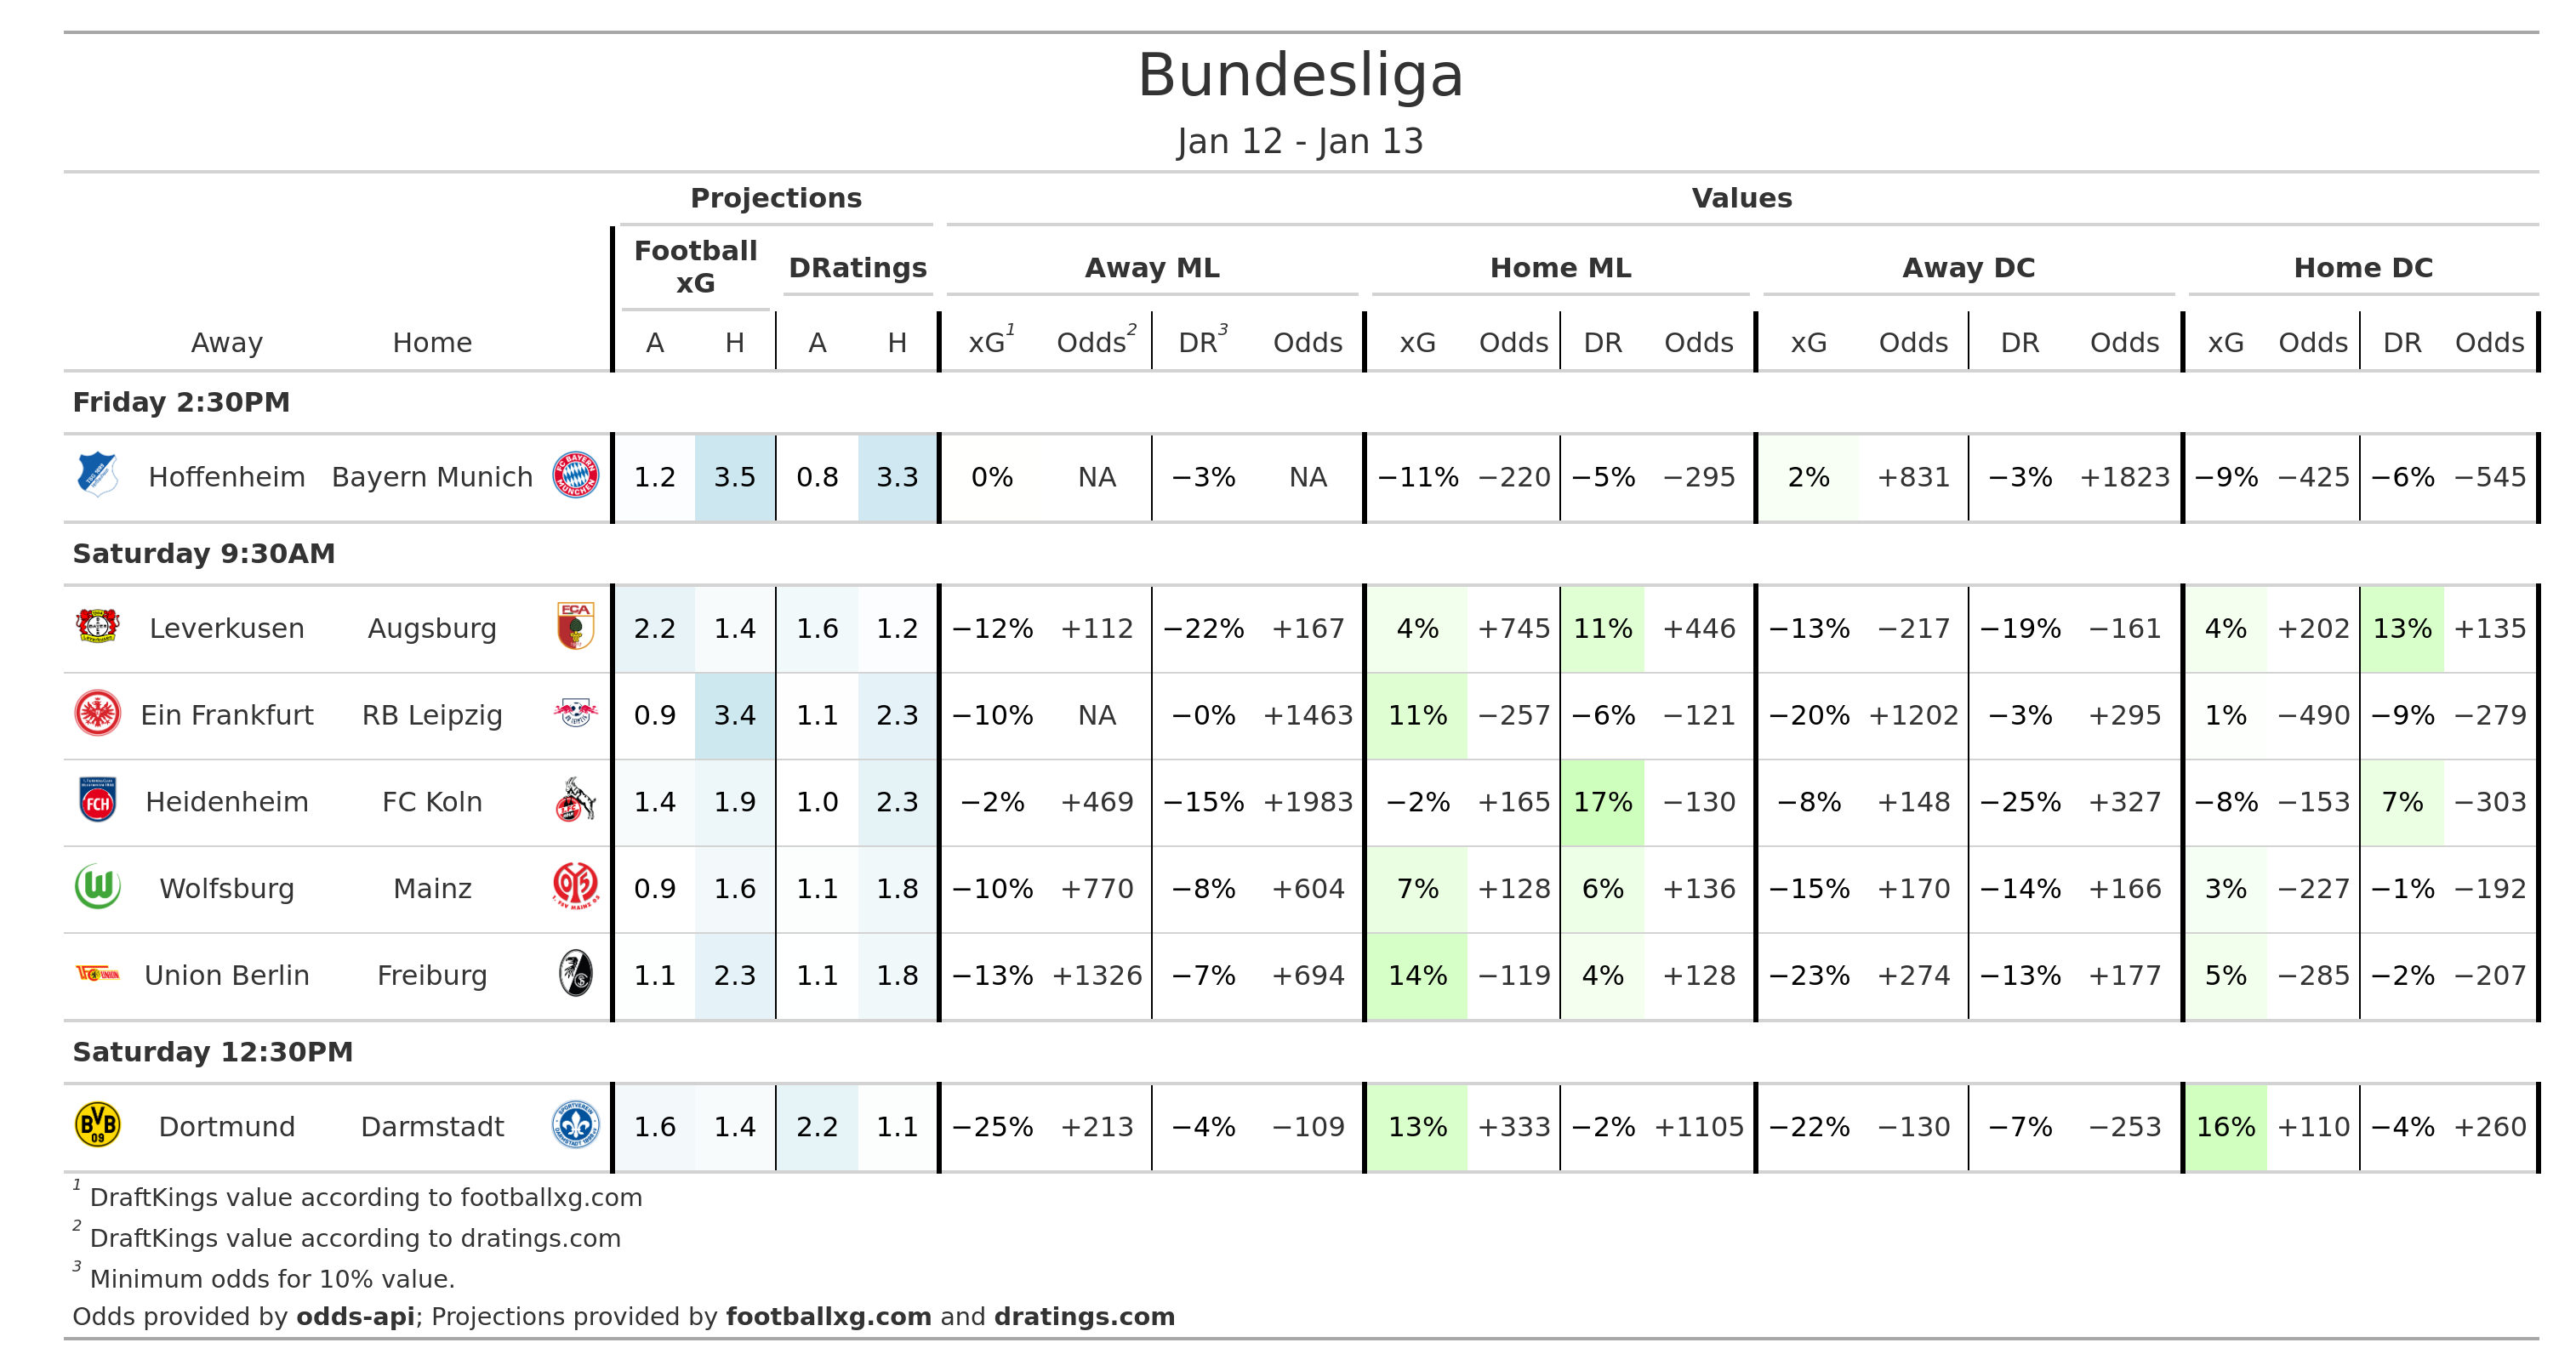 Bundesliga
Jan 12 - Jan 13
Projections Values
Football xG DRatings Away ML Home ML Away DC Home DC
Away Home A H A H xG1 Odds2 DR3 Odds xG Odds DR Odds xG Odds DR Odds xG Odds DR Odds
Friday 2:30PM
Hoffenheim Bayern Munich 1.2 3.5 0.8 3.3 0% NA −3% NA −11% −220 −5% −295 2% +831 −3% +1823 −9% −425 −6% −545
Saturday 9:30AM
Leverkusen Augsburg FCA 2.2 1.4 1.6 1.2 −12% +112 −22% +167 4% +745 11% +446 −13% −217 −19% −161 4% +202 13% +135
Ein Frankfurt RB Leipzig 0.9 3.4 1.1 2.3 −10% NA −0% +1463 11% −257 −6% −121 −20% +1202 −3% +295 1% −490 −9% −279
FCH Heidenheim FC Koln 1.4 1.9 1.0 2.3 −2% +469 −15% +1983 −2% +165 17% −130 −8% +148 −25% +327 −8% −153 7% −303
Wolfsburg Mainz 0.9 1.6 1.1 1.8 −10% +770 −8% +604 7% +128 6% +136 −15% +170 −14% +166 3% −227 −1% −192
Union Berlin Freiburg 1.1 2.3 1.1 1.8 −13% +1326 −7% +694 14% −119 4% +128 −23% +274 −13% +177 5% −285 −2% −207
Saturday 12:30PM
BVB 09 Dortmund Darmstadt 1.6 1.4 2.2 1.1 −25% +213 −4% −109 13% +333 −2% +1105 −22% −130 −7% −253 16% +110 −4% +260
1 DraftKings value according to footballxg.com
2 DraftKings value according to dratings.com
3 Minimum odds for 10% value.
Odds provided by odds-api; Projections provided by footballxg.com and dratings.com